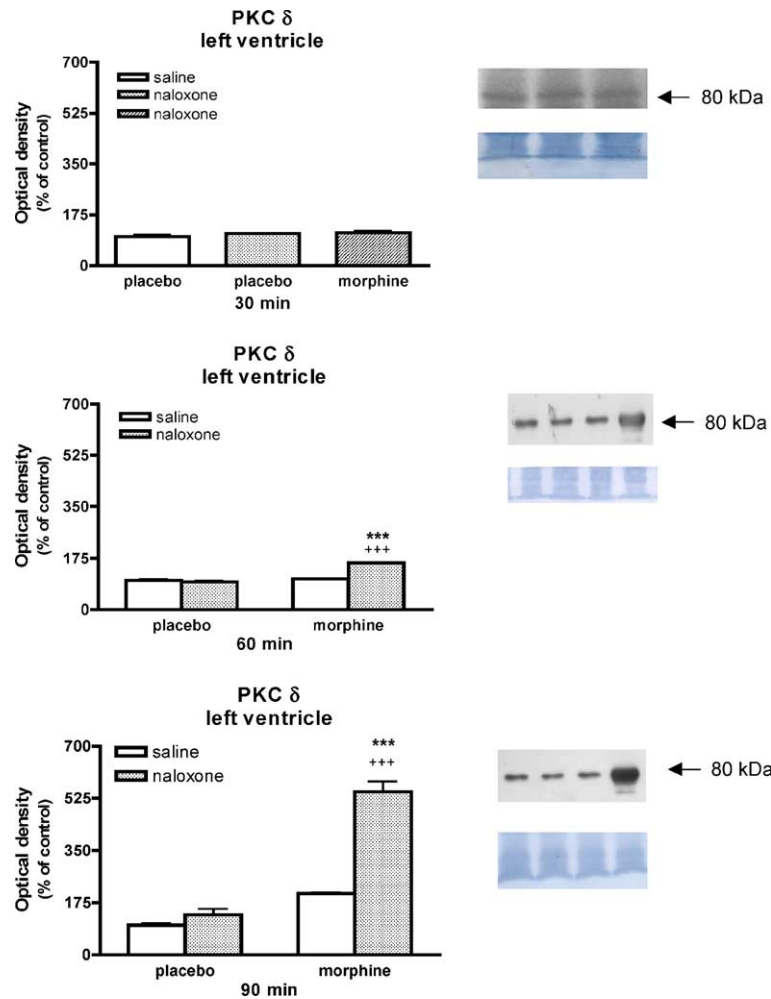 PKC δ
left ventricle
700
525
350
175
0
Optical density
(% of control)
saline
naloxone
naloxone
placebo
placebo
morphine
30 min
80 kDa
PKC δ
left ventricle
700
525
350
175
0
Optical density
(% of control)
saline
naloxone
***
+++
placebo
morphine
60 min
80 kDa
PKC δ
left ventricle
700
525
350
175
0
Optical density
(% of control)
saline
naloxone
***
+++
placebo
morphine
90 min
80 kDa